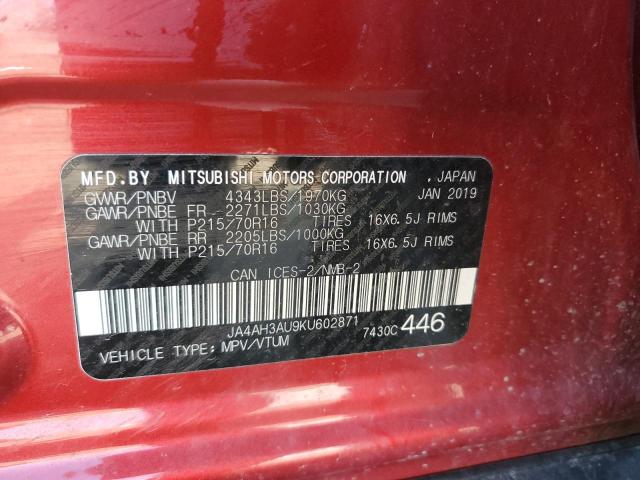 MFD.BY MITSUBISHI MOTORS CORPORATION , JAPAN
GVWR/PNBV 4343LBS/1970KG JAN 2019
GAWR/PNBE FR 2271LBS/1030KG
WITH P215/70R16 TIRES 16X6.5J RIMS
GAWR/PNBE RR 2205LBS/1000KG
WITH P215/70R16 TIRES 16X6.5J RIMS
CAN ICES-2/NMB-2
JA4AH3AU9KU602871
7430C 446
VEHICLE TYPE: MPV/VTUM